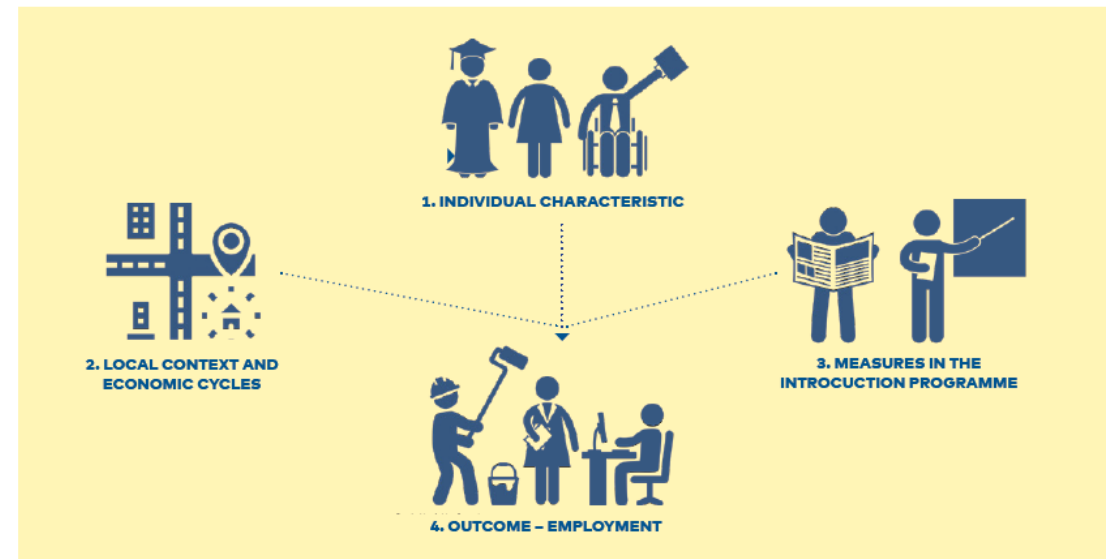 1. INDIVIDUAL CHARACTERISTIC
2. LOCAL CONTEXT AND
ECONOMIC CYCLES
3. MEASURES IN THE
INTROCUCTION PROGRAMME
4. OUTCOME – EMPLOYMENT